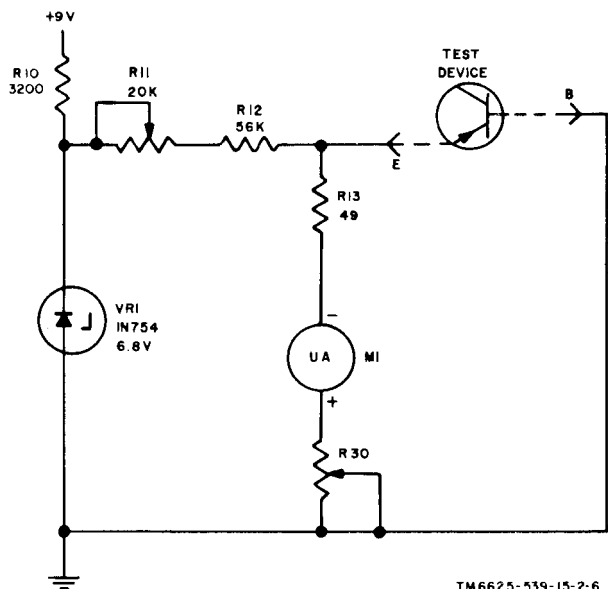 +9V
R10
3200
R11
20K
R12
56K
TEST
DEVICE
B
E
R13
49
VR1
IN754
6.8V
-
UA
M1
+
R30
TM6625-539-15-2-6